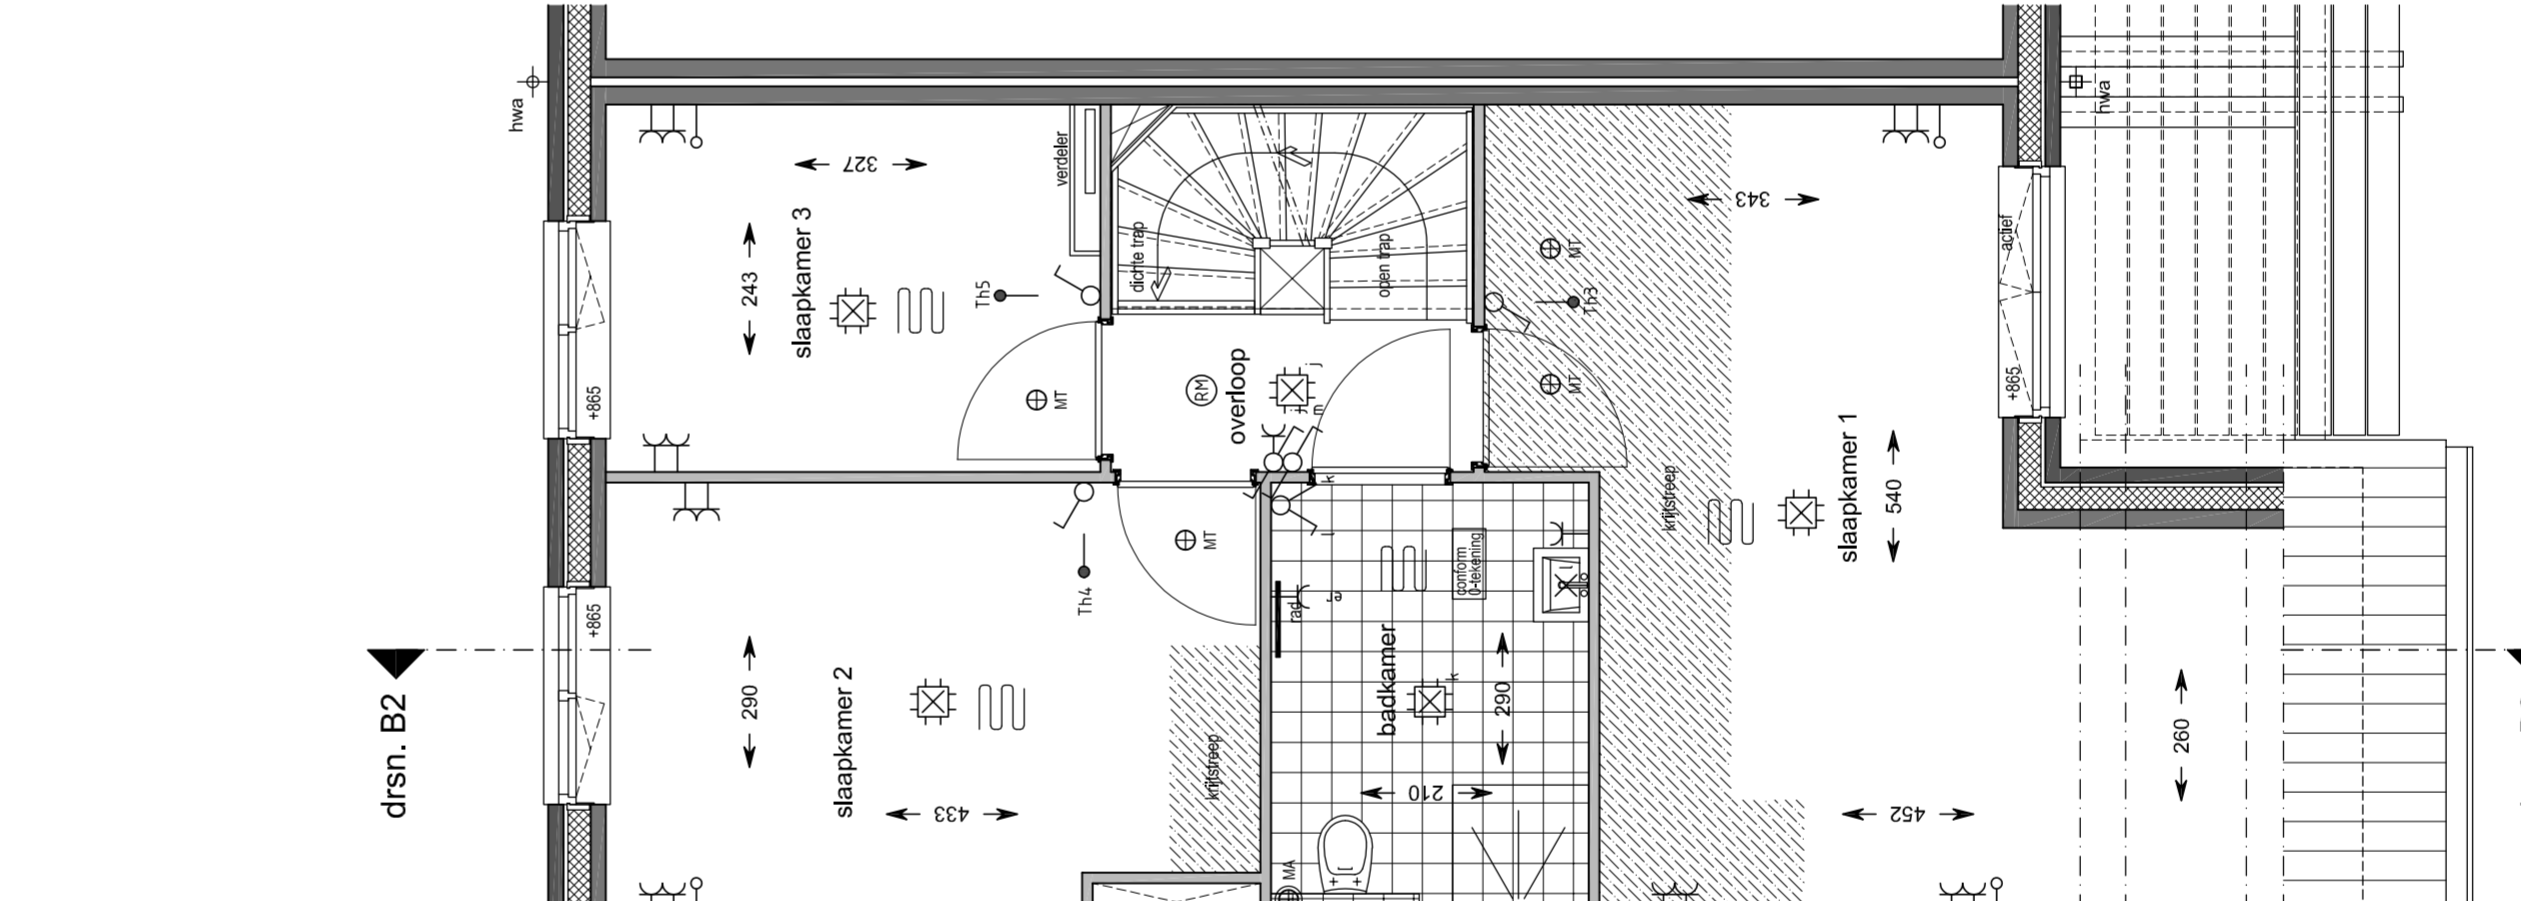 hwa
hwa
327
verdeler
343
slaapkamer 3
243
dichte trap
open trap
MT
actief
Th5
Th3
+865
MT
RM
overloop
j
j
m
MT
+865
slaapkamer 1
540
krijtstreep
k
l
MT
conform
0-tekening
Th4
+865
rad
er
l
drsn. B2
290
slaapkamer 2
badkamer
k
290
260
krijtstreep
433
210
452
MA
l